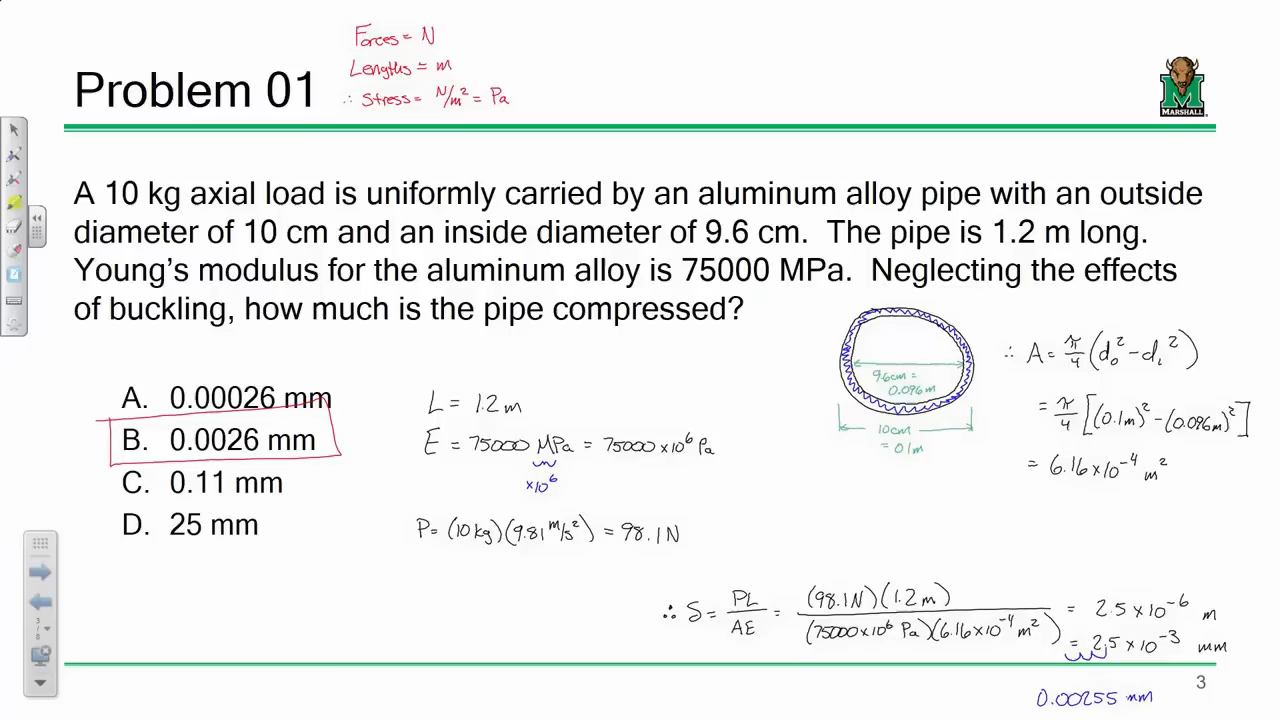 Forces = N
Lengths = m
∴ Stress = N/m² = Pa
Problem 01
MARSHALL
A 10 kg axial load is uniformly carried by an aluminum alloy pipe with an outside
diameter of 10 cm and an inside diameter of 9.6 cm. The pipe is 1.2 m long.
Young's modulus for the aluminum alloy is 75000 MPa. Neglecting the effects
of buckling, how much is the pipe compressed?
A. 0.00026 mm
B. 0.0026 mm
C. 0.11 mm
D. 25 mm
L = 1.2 m
E = 75000 MPa = 75000×10⁶ Pa
×10⁶
P = (10 kg)(9.81 m/s²) = 98.1 N
9.6cm =
0.096m
10cm
= 0.1m
∴ A = π/4 (d₀² - dᵢ²)
= π/4 [(0.1m)² - (0.096m)²]
= 6.16×10⁻⁴ m²
∴ δ = PL/AE = (98.1 N)(1.2 m)/(75000×10⁶ Pa)(6.16×10⁻⁴ m²) = 2.5×10⁻⁶ m
= 2.5×10⁻³ mm
0.00255 mm
3
3 / 8